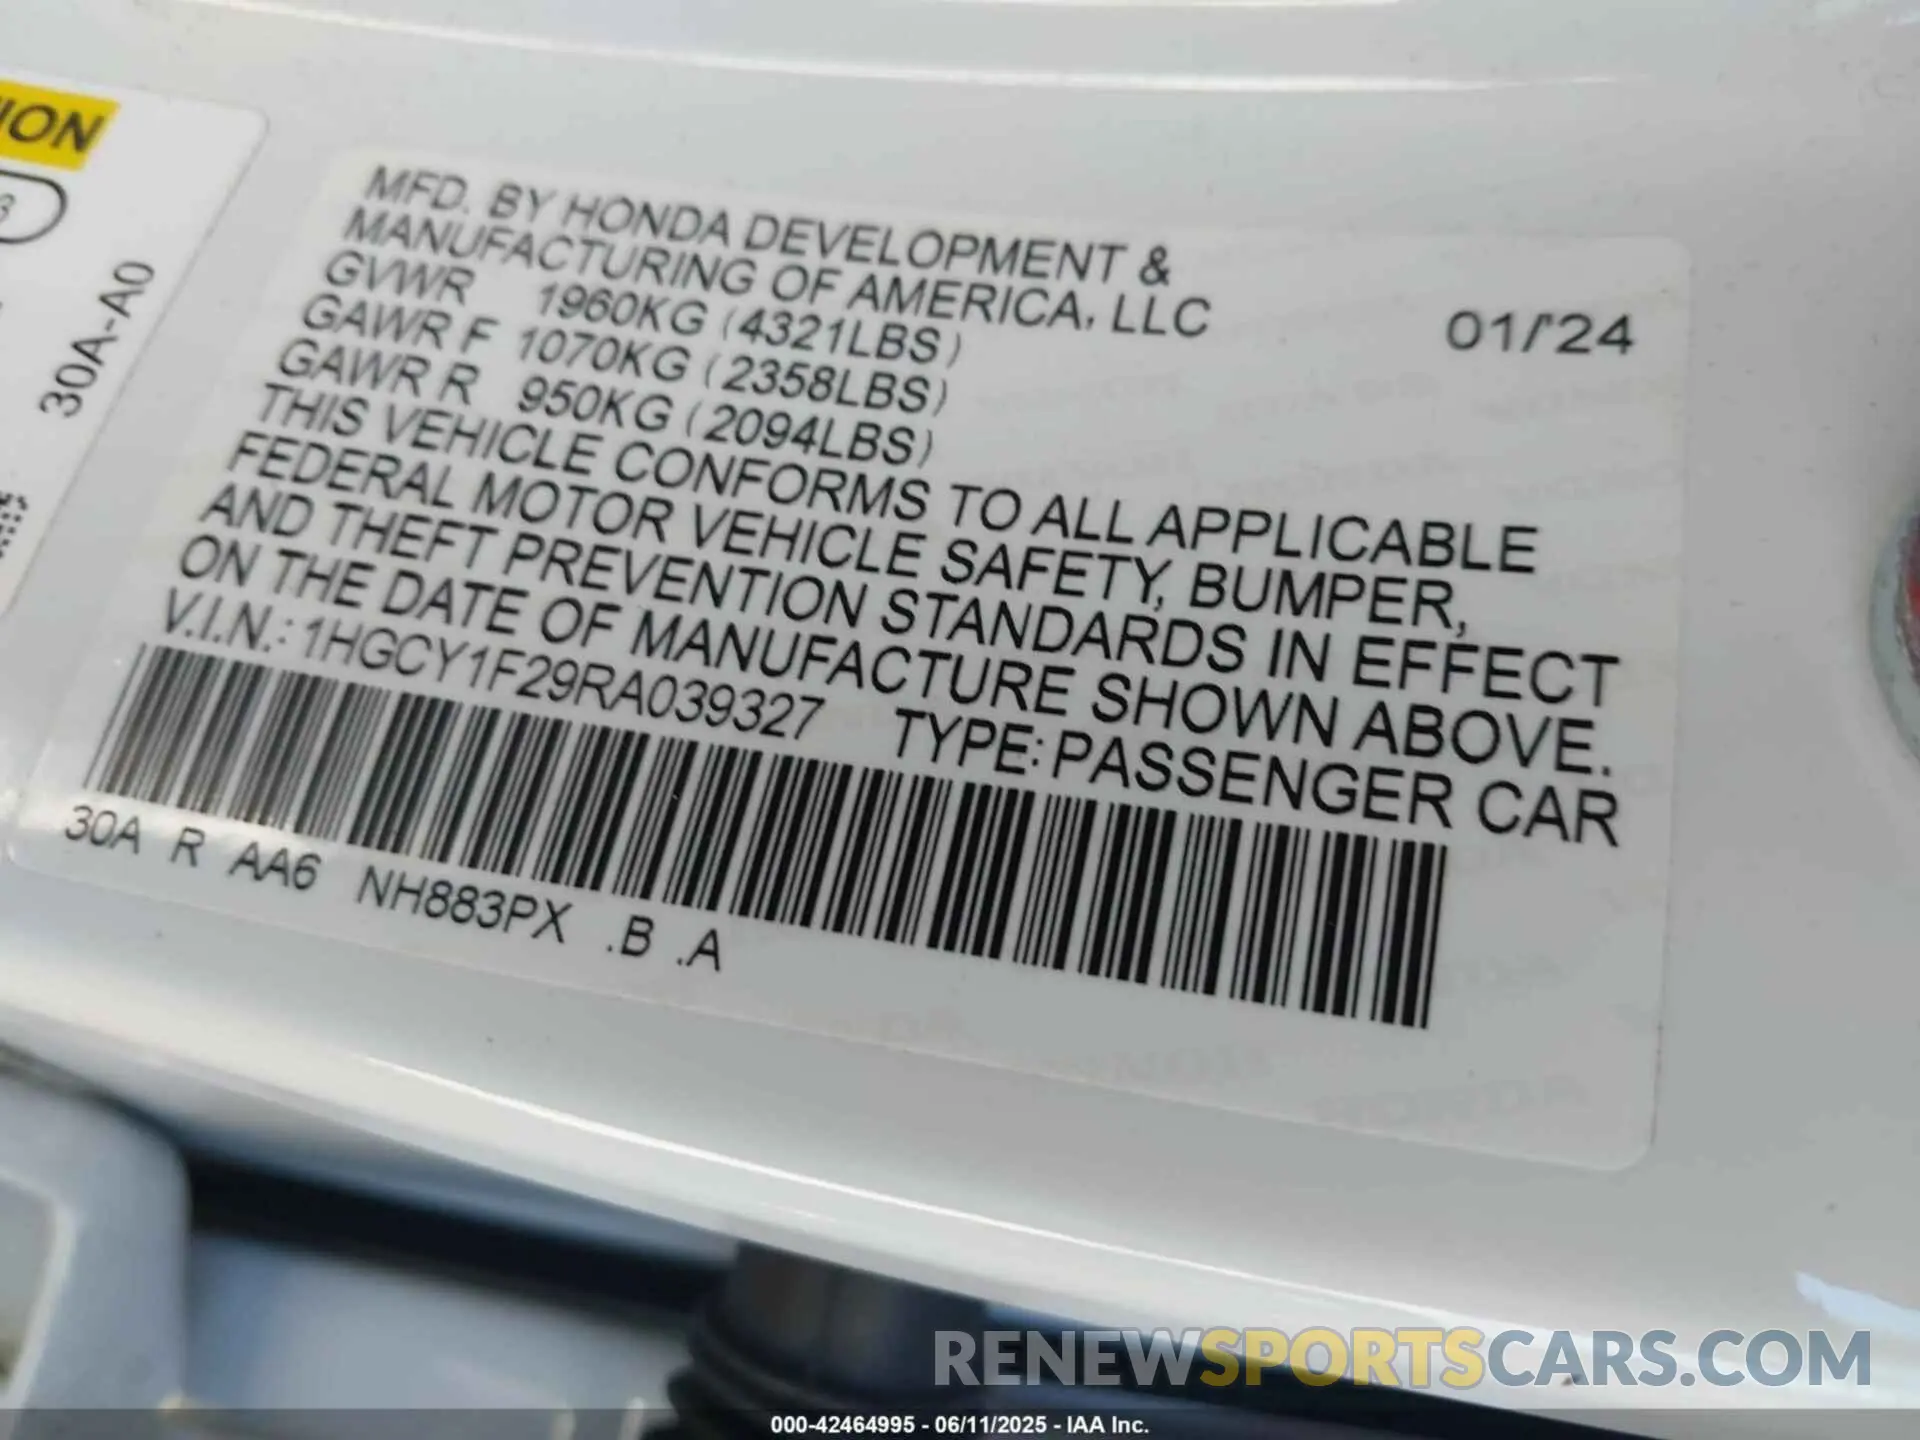 ION
3
30A-A0
MFD. BY HONDA DEVELOPMENT &
MANUFACTURING OF AMERICA, LLC
01/'24
GVWR 1960KG (4321LBS)
GAWR F 1070KG (2358LBS)
GAWR R 950KG (2094LBS)
THIS VEHICLE CONFORMS TO ALL APPLICABLE
FEDERAL MOTOR VEHICLE SAFETY, BUMPER,
AND THEFT PREVENTION STANDARDS IN EFFECT
ON THE DATE OF MANUFACTURE SHOWN ABOVE.
V.I.N.: 1HGCY1F29RA039327 TYPE: PASSENGER CAR
30A R AA6 NH883PX .B .A
RENEWSPORTSCARS.COM
000-42464995 - 06/11/2025 - IAA Inc.